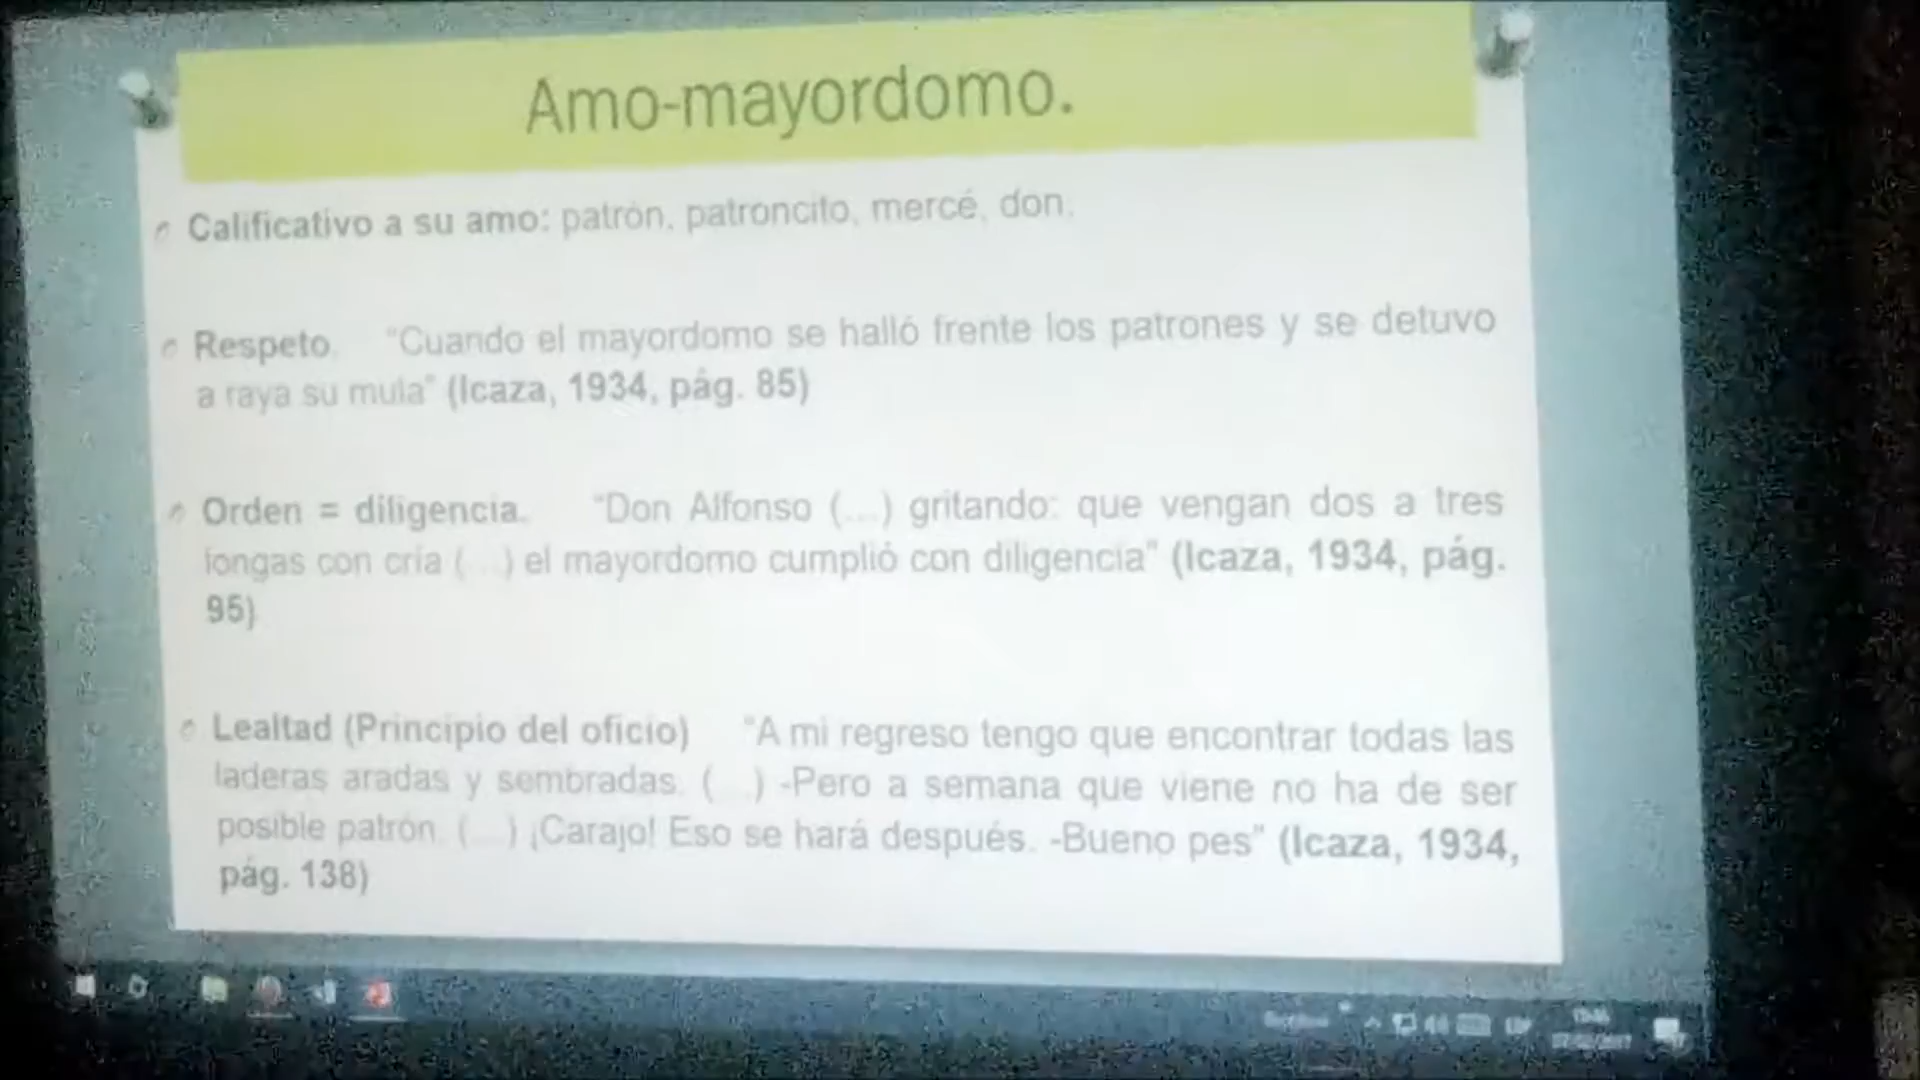 Amo-mayordomo.
Calificativo a su amo: patrón, patroncito, mercé, don.
Respeto. "Cuando el mayordomo se halló frente los patrones y se detuvo
a raya su mula" (Icaza, 1934, pág. 85)
Orden = diligencia. "Don Alfonso (...) gritando: que vengan dos a tres
longas con cría (...) el mayordomo cumplió con diligencia" (Icaza, 1934, pág.
95)
Lealtad (Principio del oficio) "A mi regreso tengo que encontrar todas las
laderas aradas y sembradas. (...) -Pero a semana que viene no ha de ser
posible patrón. (...) ¡Carajo! Eso se hará después. -Bueno pes" (Icaza, 1934,
pág. 138)